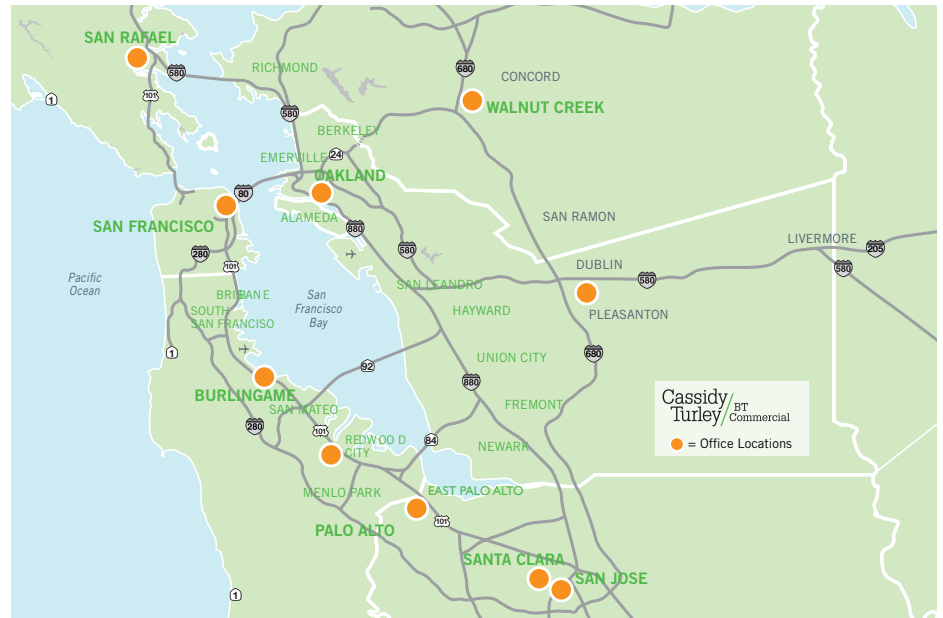 SAN RAFAEL
RICHMOND
580
680
CONCORD
1
101
WALNUT CREEK
580
BERKELEY
EMERVILLE
24
OAKLAND
80
SAN FRANCISCO
ALAMEDA
SAN RAMON
880
LIVERMORE
205
280
580
101
DUBLIN
580
580
Pacific
Ocean
SAN LEANDRO
BRISBANE
San
Francisco
Bay
SOUTH
SAN FRANCISO
HAYWARD
PLEASANTON
1
92
UNION CITY
680
880
BURLINGAME
SAN MATEO
FREMONT
Cassidy
Turley
BT
Commercial
= Office Locations
280
101
REDWOOD
CITY
84
NEWARK
MENLO PARK
EAST PALO ALTO
PALO ALTO
101
SANTA CLARA
SAN JOSE
1